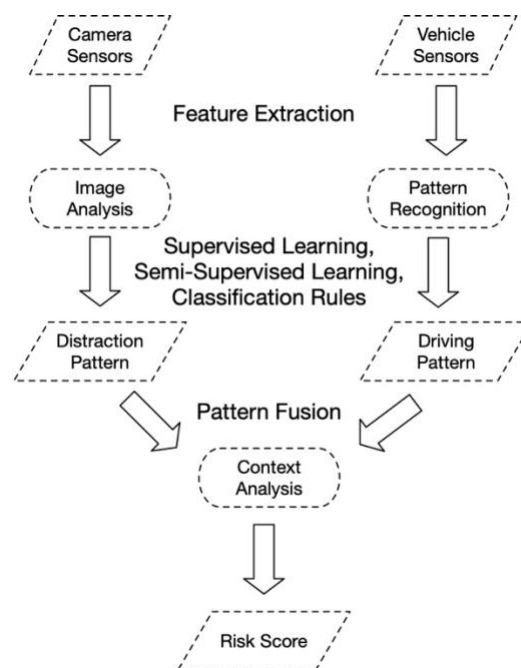 Camera
Sensors
Vehicle
Sensors
Feature Extraction
Image
Analysis
Pattern
Recognition
Supervised Learning,
Semi-Supervised Learning,
Classification Rules
Distraction
Pattern
Driving
Pattern
Pattern Fusion
Context
Analysis
Risk Score